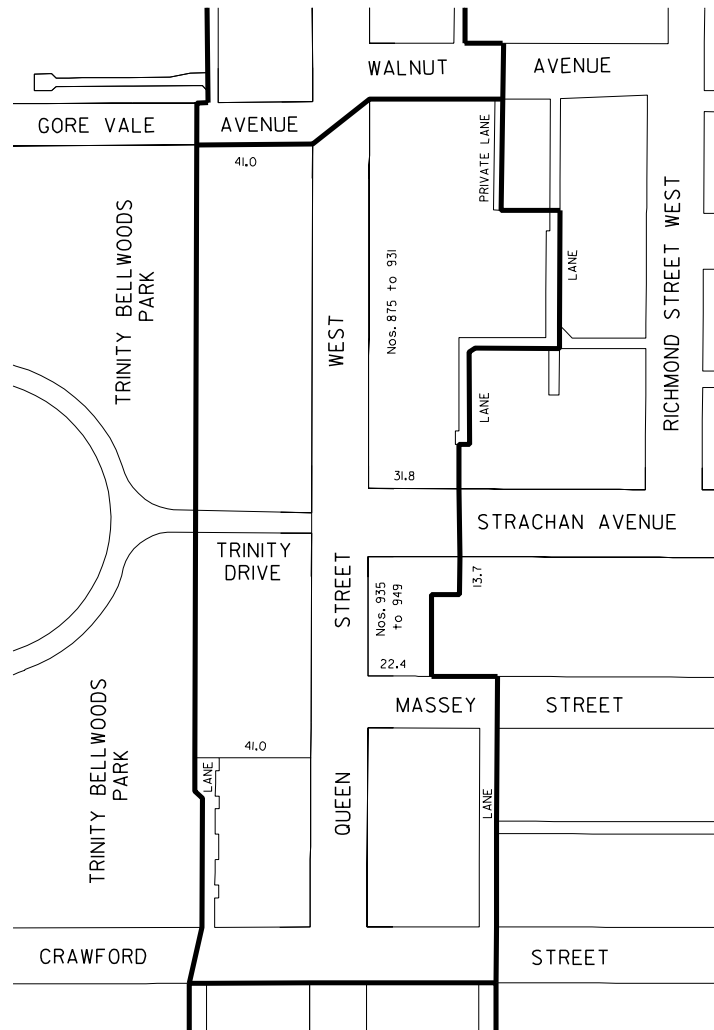 WALNUT AVENUE
GORE VALE AVENUE
41.0
PRIVATE LANE
TRINITY BELLWOODS
PARK
RICHMOND STREET WEST
LANE
Nos. 875 to 931
WEST
LANE
31.8
STRACHAN AVENUE
TRINITY
DRIVE
STREET
Nos. 935
to 949
13.7
22.4
MASSEY STREET
TRINITY BELLWOODS
PARK
41.0
LANE
QUEEN
LANE
CRAWFORD STREET